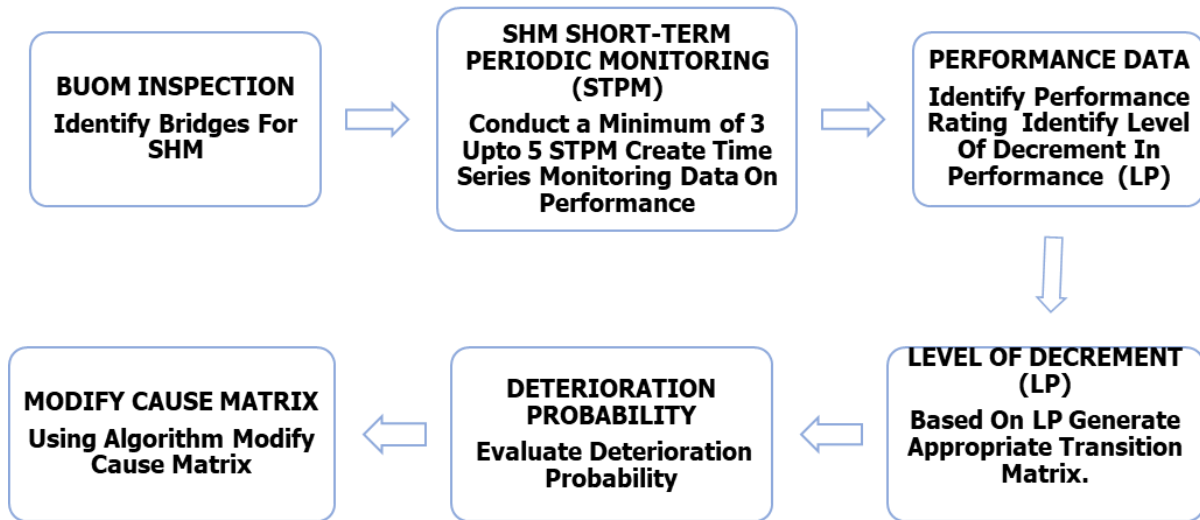 BUOM INSPECTION
Identify Bridges For
SHM
SHM SHORT-TERM
PERIODIC MONITORING
(STPM)
Conduct a Minimum of 3
Upto 5 STPM Create Time
Series Monitoring Data On
Performance
PERFORMANCE DATA
Identify Performance
Rating Identify Level
Of Decrement In
Performance (LP)
LEVEL OF DECREMENT
(LP)
Based On LP Generate
Appropriate Transition
Matrix.
DETERIORATION
PROBABILITY
Evaluate Deterioration
Probability
MODIFY CAUSE MATRIX
Using Algorithm Modify
Cause Matrix